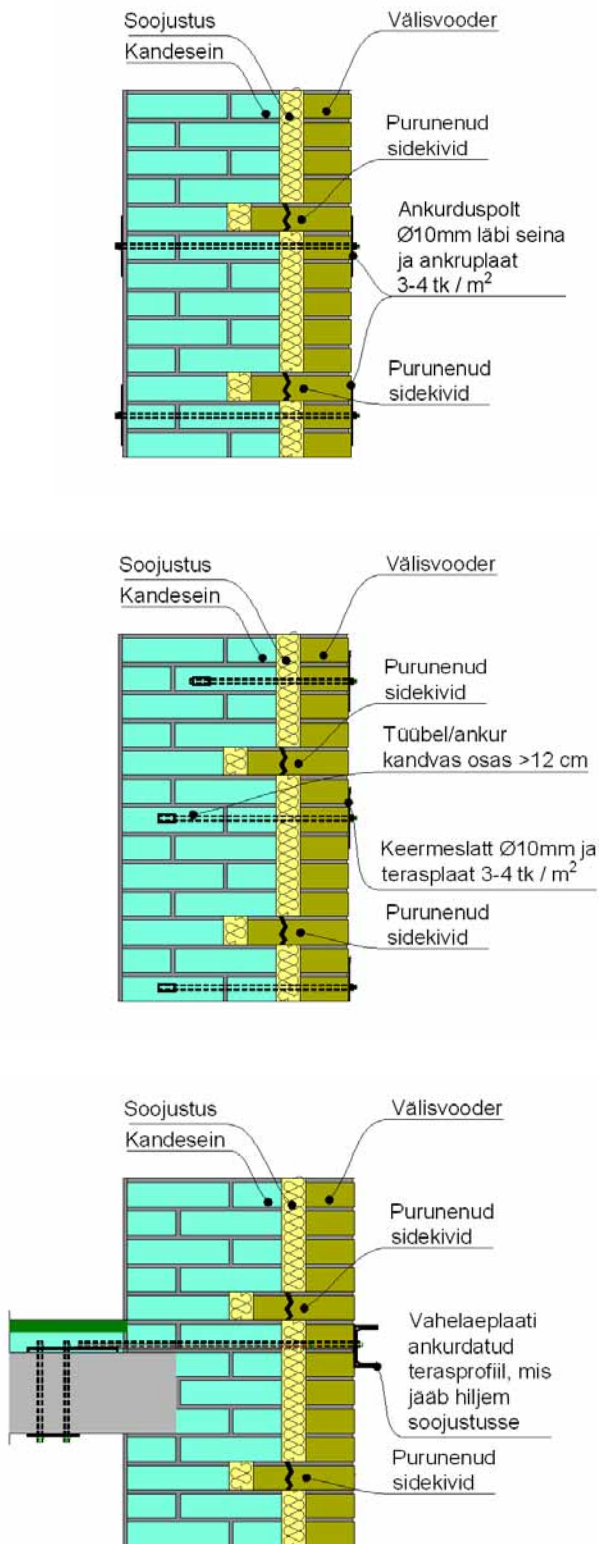 Soojustus
Kandesein
Välisvooder
Purunenud
sidekivid
Ankurduspolt
Ø10mm läbi seina
ja ankruplaat
3-4 tk / m²
Purunenud
sidekivid
Soojustus
Kandesein
Välisvooder
Purunenud
sidekivid
Tüübel/ankur
kandvas osas >12 cm
Keermeslatt Ø10mm ja
terasplaat 3-4 tk / m²
Purunenud
sidekivid
Soojustus
Kandesein
Välisvooder
Purunenud
sidekivid
Vahelaeplaati
ankurdatud
terasprofiil, mis
jääb hiljem
soojustusse
Purunenud
sidekivid